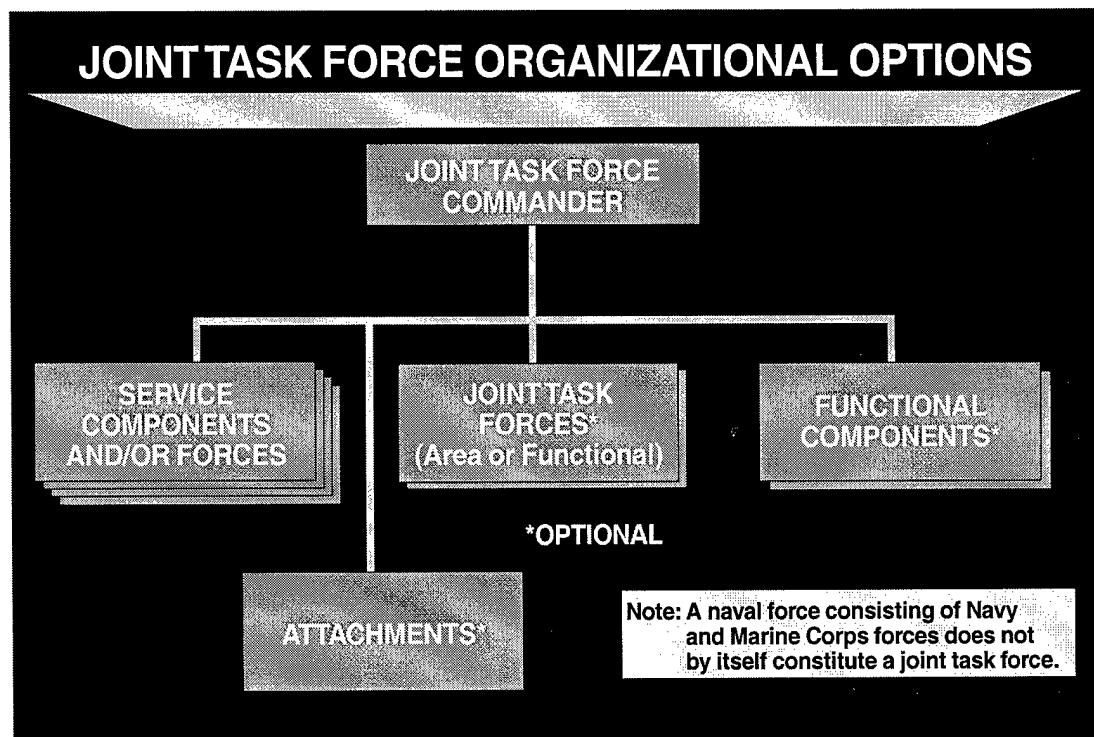 JOINT TASK FORCE ORGANIZATIONAL OPTIONS
JOINT TASK FORCE
COMMANDER
SERVICE
COMPONENTS
AND/OR FORCES
JOINT TASK
FORCES*
(Area or Functional)
FUNCTIONAL
COMPONENTS*
*OPTIONAL
ATTACHMENTS*
Note: A naval force consisting of Navy
and Marine Corps forces does not
by itself constitute a joint task force.